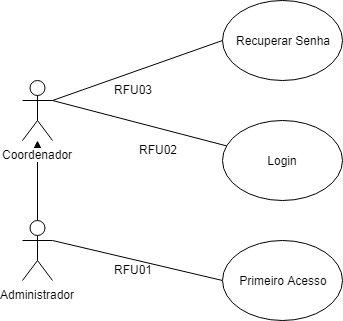 Recuperar Senha
RFU03
RFU02
Coordenador
Login
RFU01
Primeiro Acesso
Administrador